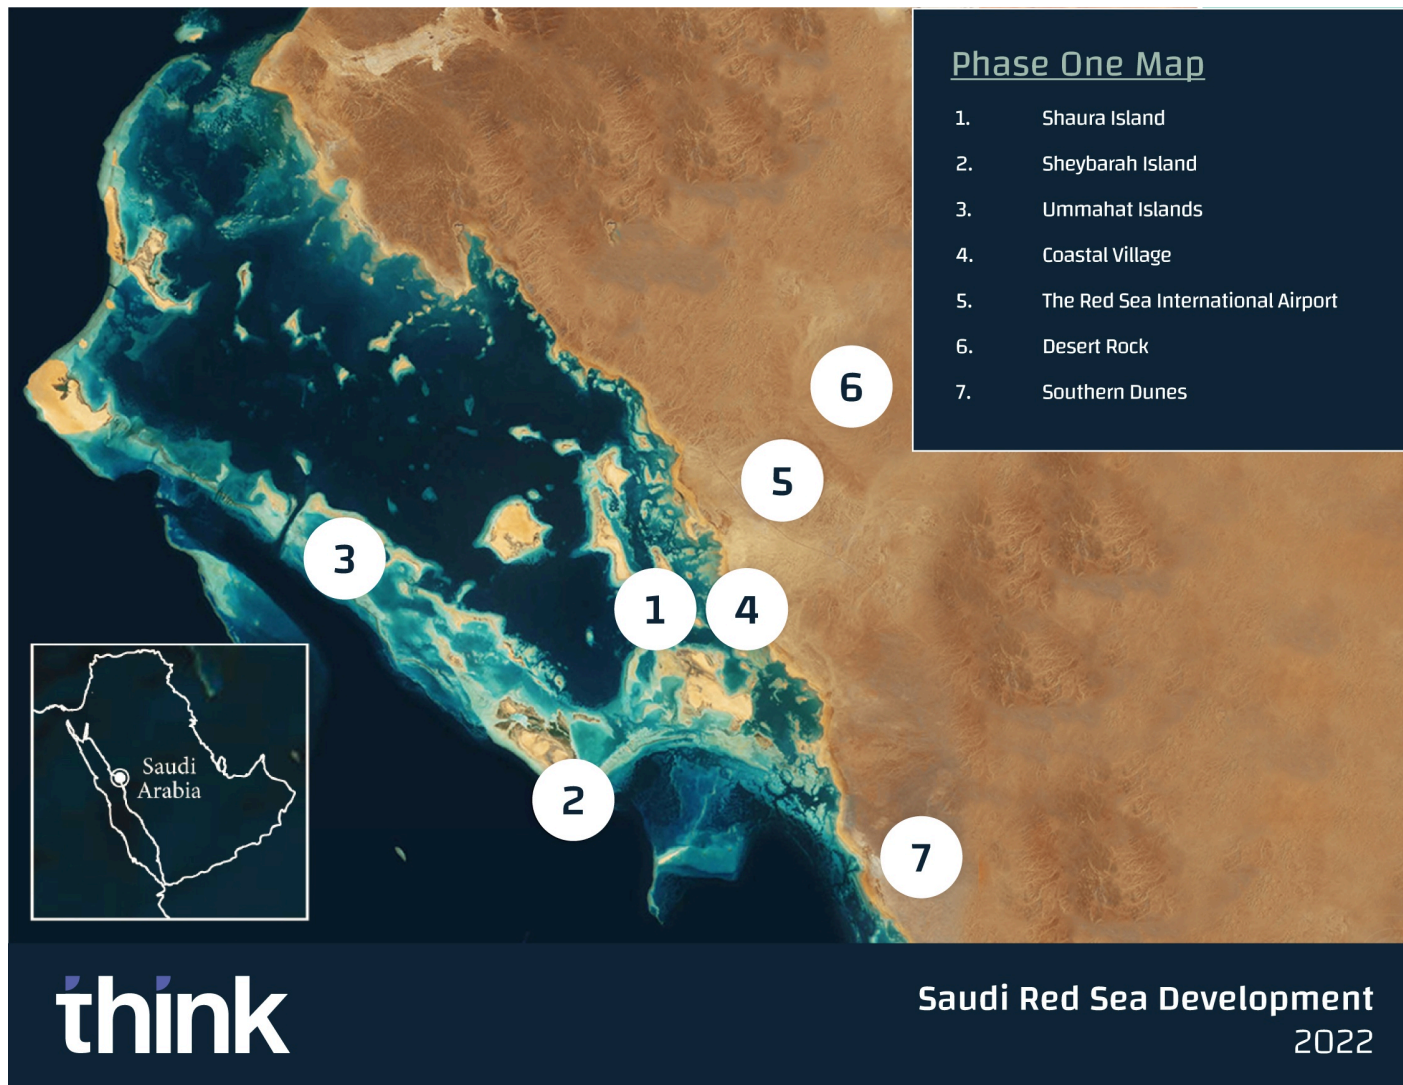 Phase One Map
1. Shaura Island
2. Sheybarah Island
3. Ummahat Islands
4. Coastal Village
5. The Red Sea International Airport
6. Desert Rock
7. Southern Dunes
6
5
3
1
4
2
7
Saudi
Arabia
think
Saudi Red Sea Development
2022